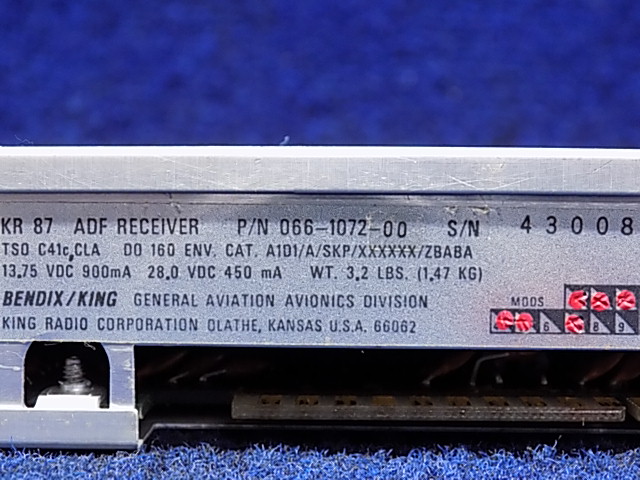 KR 87 ADF RECEIVER P/N 066-1072-00 S/N 43008
TSO C41c,CLA DO 160 ENV. CAT. A1D1/A/SKP/XXXXXX/ZBABA
13.75 VDC 900mA 28.0 VDC 450 mA WT. 3.2 LBS. (1.47 KG)
BENDIX/KING GENERAL AVIATION AVIONICS DIVISION
MODS
KING RADIO CORPORATION OLATHE, KANSAS U.S.A. 66062
6 8 9